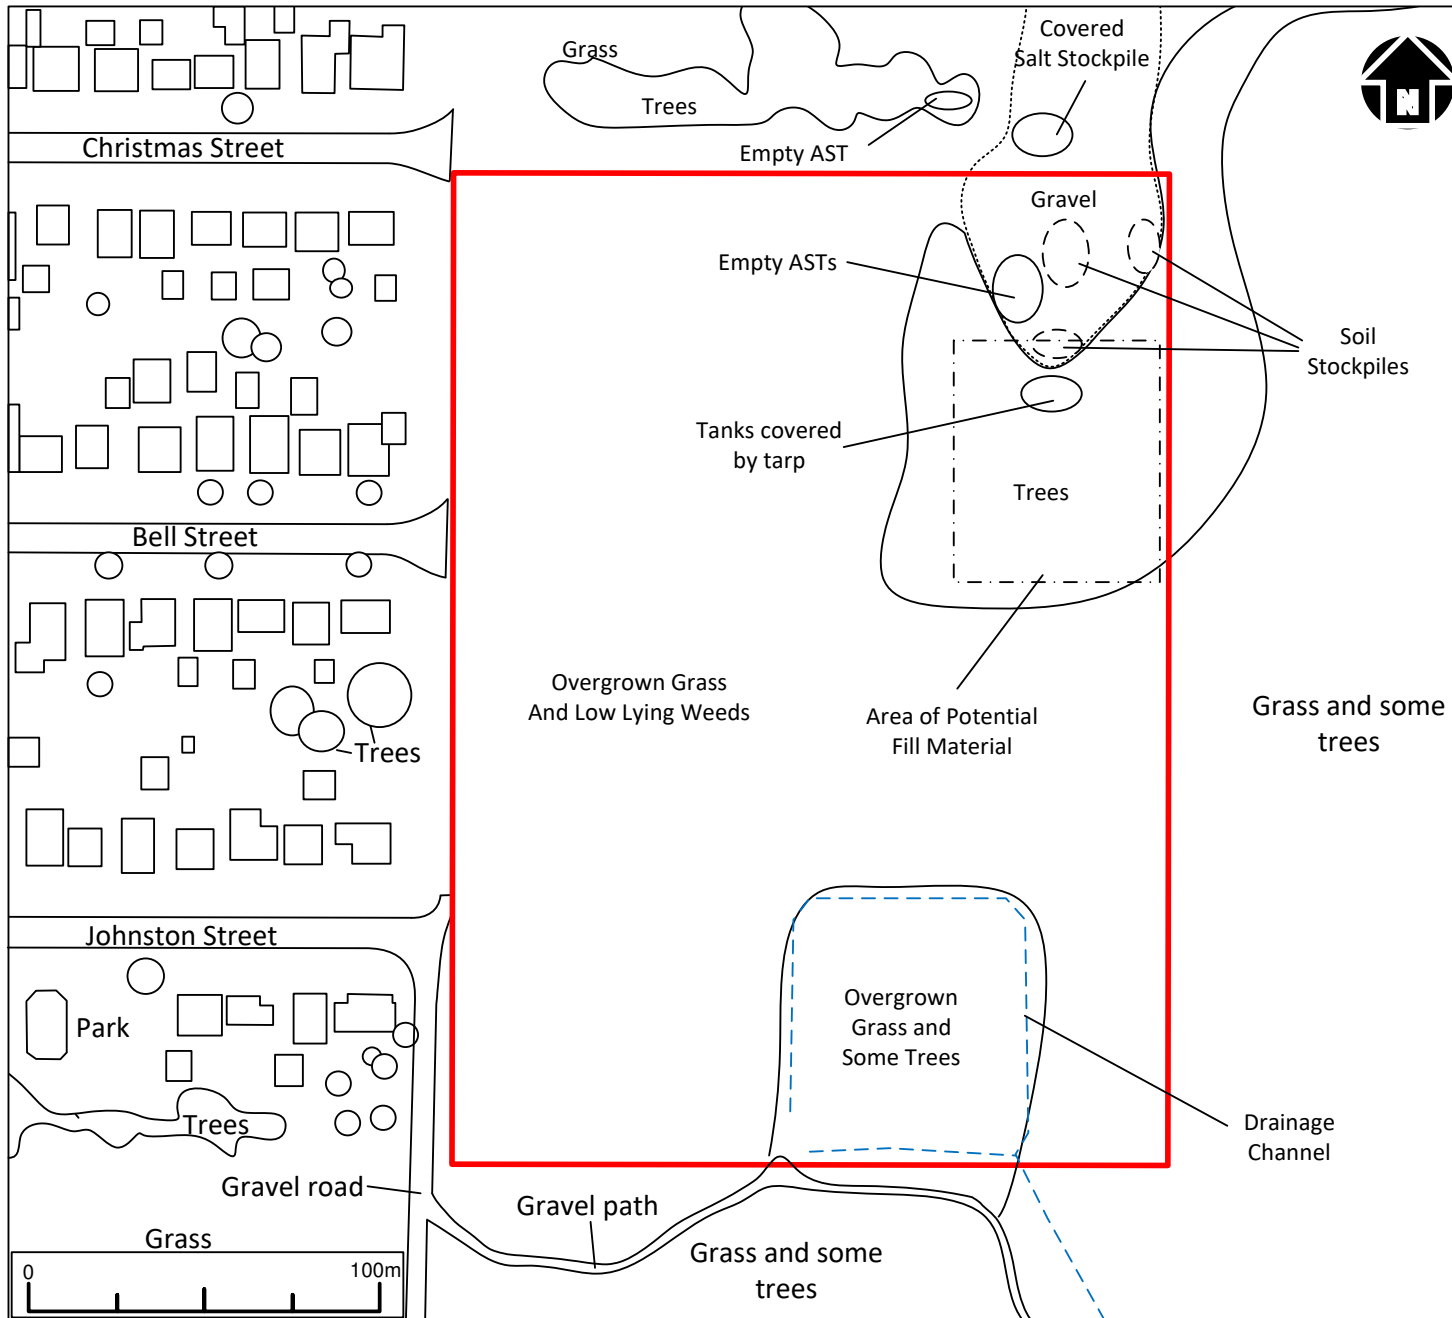 Covered
Salt Stockpile
Grass
Trees
Empty AST
N
Christmas Street
Gravel
Empty ASTs
Soil
Stockpiles
Tanks covered
by tarp
Trees
Bell Street
Overgrown Grass
And Low Lying Weeds
Area of Potential
Fill Material
Grass and some
trees
Trees
Johnston Street
Park
Overgrown
Grass and
Some Trees
Trees
Drainage
Channel
Gravel road
Gravel path
Grass
Grass and some
trees
0
100m